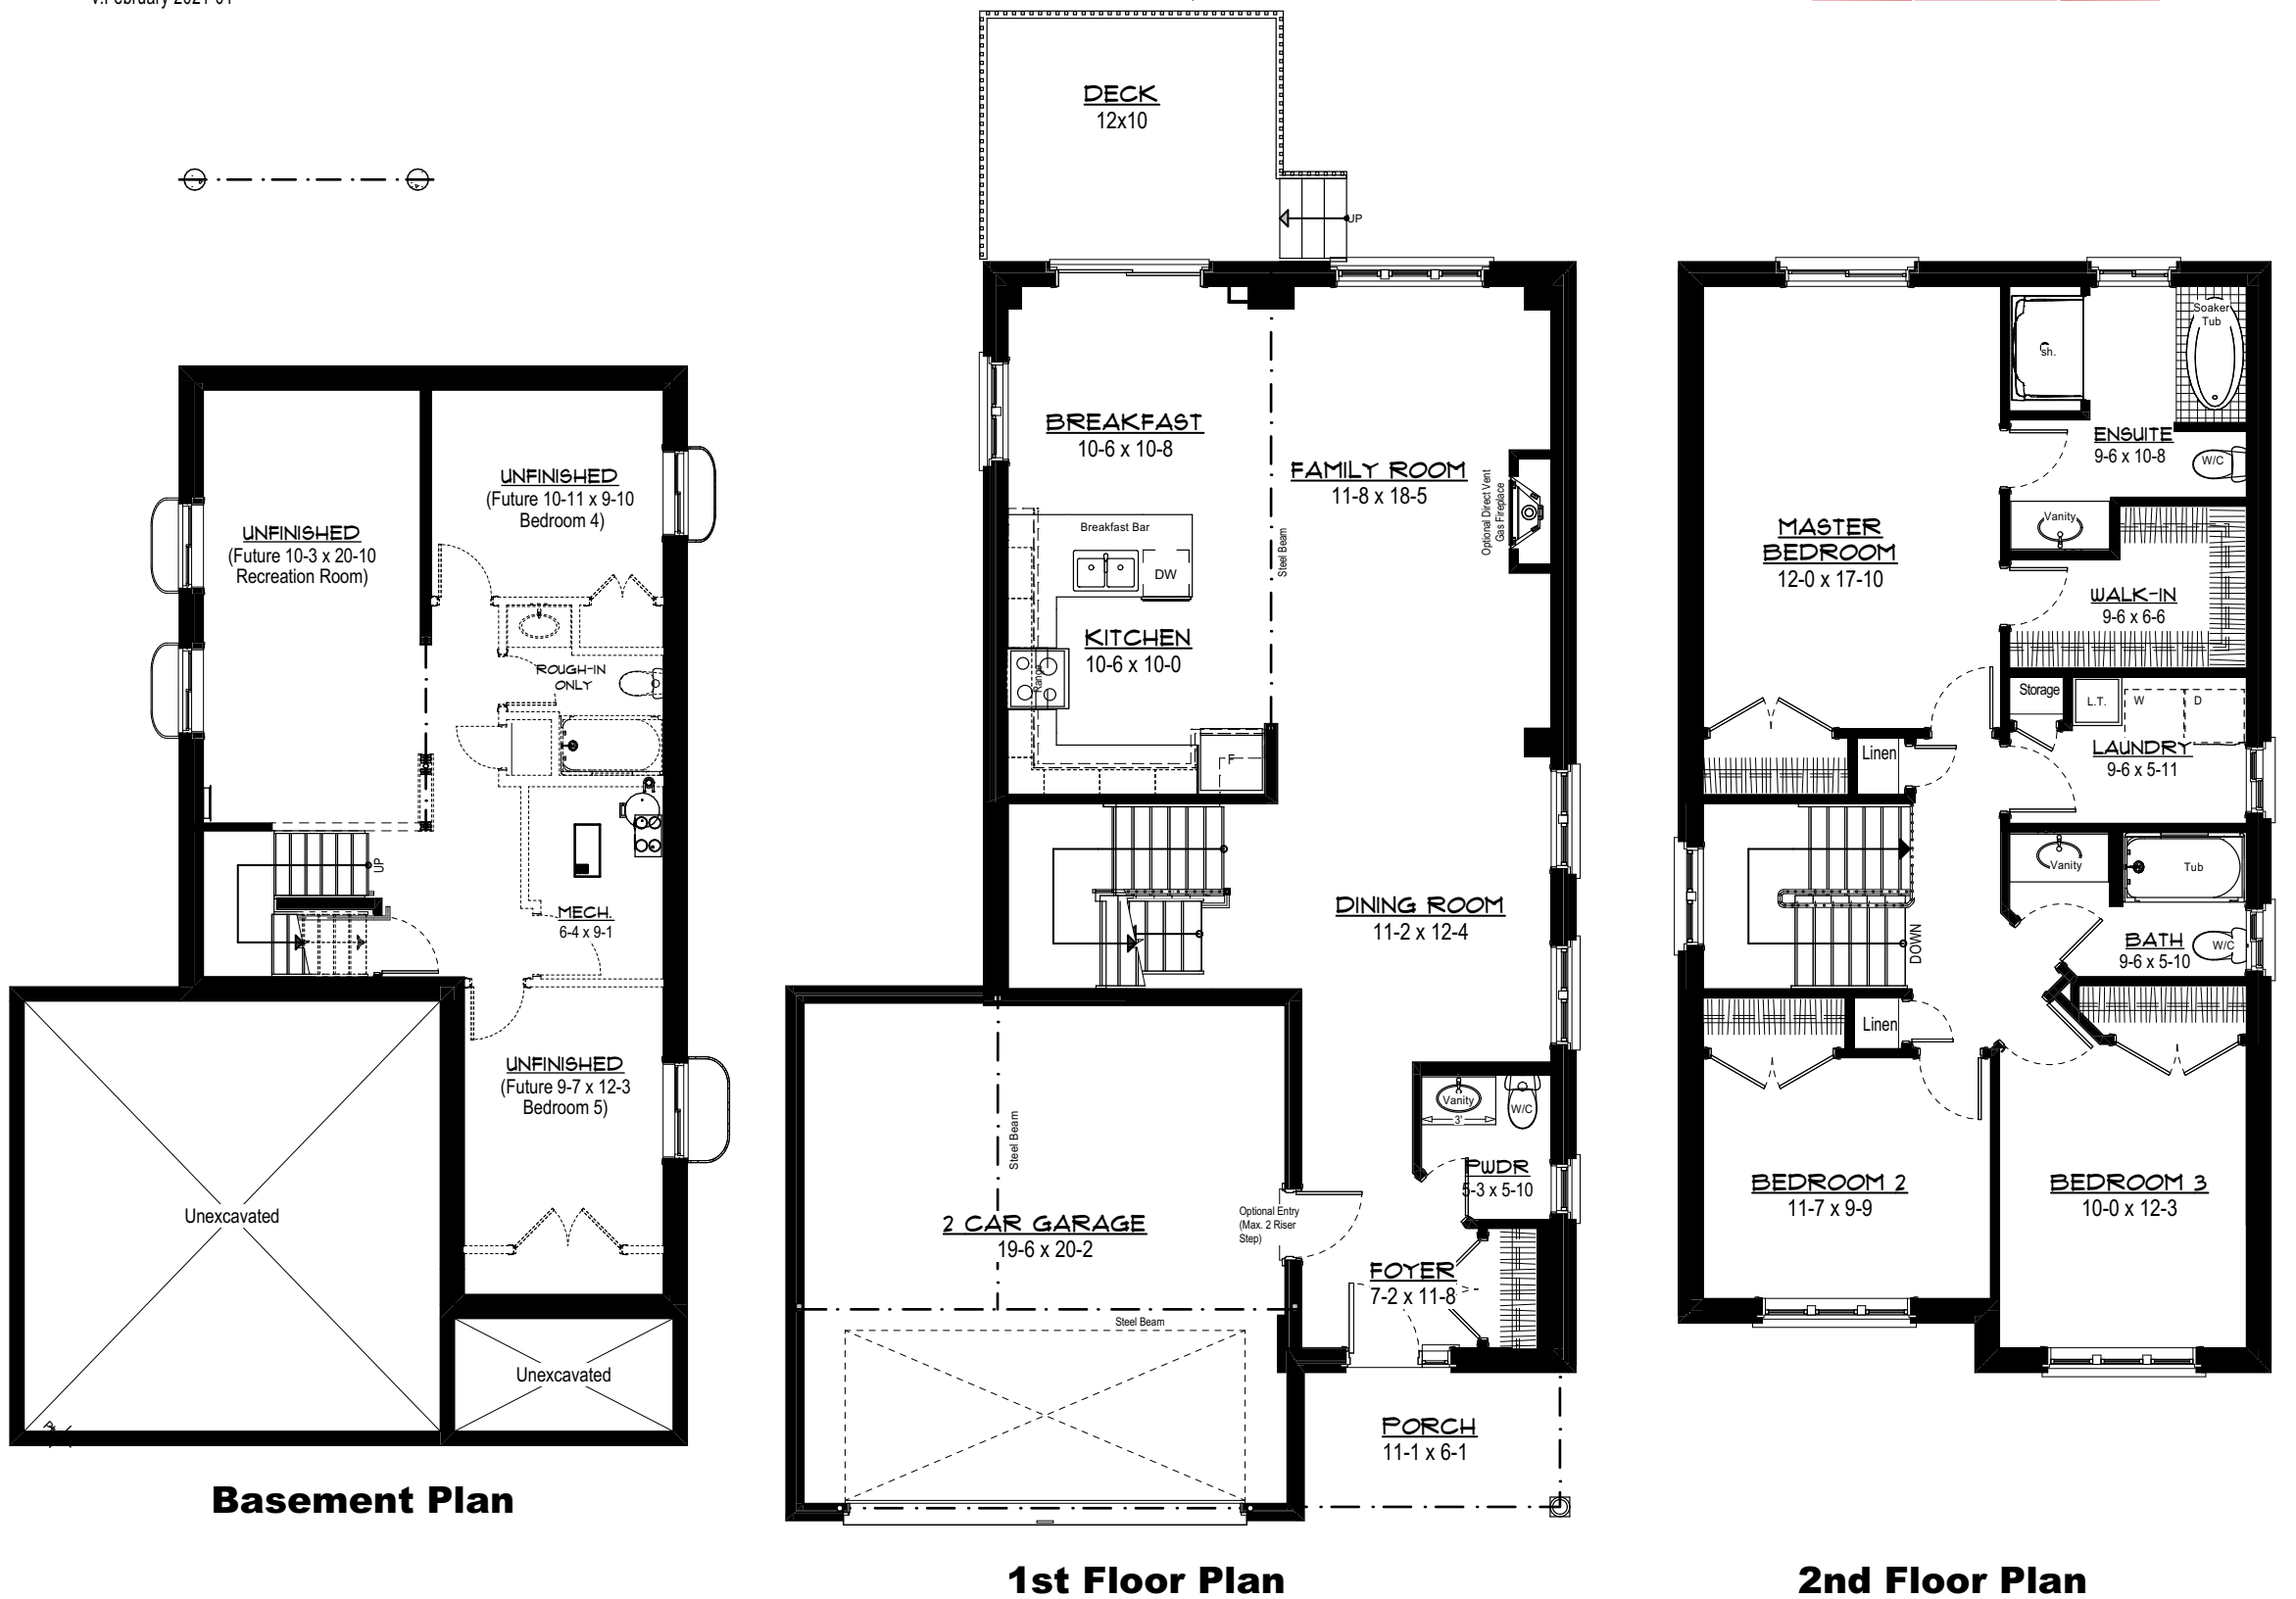 DECK
12x10
UP
UNFINISHED
(Future 10-3 x 20-10
Recreation Room)
UNFINISHED
(Future 10-11 x 9-10
Bedroom 4)
ROUGH-IN
ONLY
UP
MECH.
6-4 x 9-1
UNFINISHED
(Future 9-7 x 12-3
Bedroom 5)
Unexcavated
Unexcavated
Basement Plan
BREAKFAST
10-6 x 10-8
FAMILY ROOM
11-8 x 18-5
Optional Direct Vent
Gas Fireplace
Steel Beam
Breakfast Bar
DW
KITCHEN
10-6 x 10-0
Range
F
DINING ROOM
11-2 x 12-4
Steel Beam
Vanity
3'
W/C
PWDR
5-3 x 5-10
2 CAR GARAGE
19-6 x 20-2
Optional Entry
(Max. 2 Riser
Step)
FOYER
7-2 x 11-8
Steel Beam
PORCH
11-1 x 6-1
1st Floor Plan
Soaker
Tub
sh.
ENSUITE
9-6 x 10-8
W/C
Vanity
MASTER
BEDROOM
12-0 x 17-10
WALK-IN
9-6 x 6-6
Storage
L.T.
W
D
Linen
LAUNDRY
9-6 x 5-11
Vanity
Tub
DOWN
BATH
9-6 x 5-10
W/C
Linen
BEDROOM 2
11-7 x 9-9
BEDROOM 3
10-0 x 12-3
2nd Floor Plan